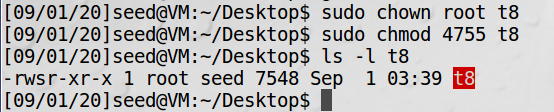 [09/01/20]seed@VM:~/Desktop$ sudo chown root t8
[09/01/20]seed@VM:~/Desktop$ sudo chmod 4755 t8
[09/01/20]seed@VM:~/Desktop$ ls -l t8
-rwsr-xr-x 1 root seed 7548 Sep  1 03:39 t8
[09/01/20]seed@VM:~/Desktop$